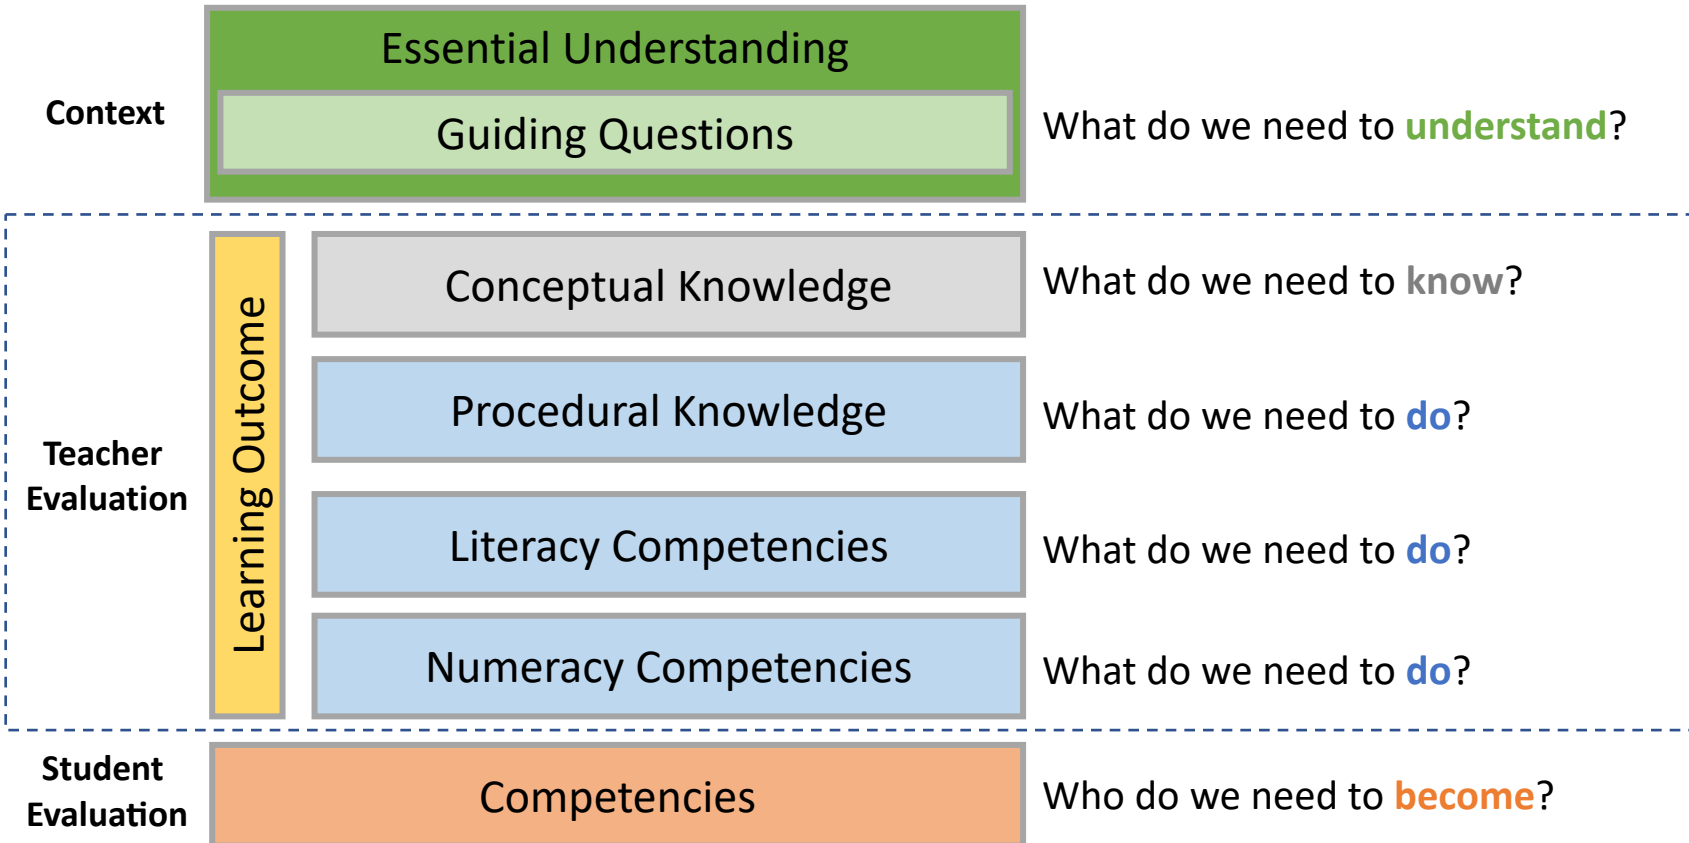 Essential Understanding
Context
Guiding Questions
What do we need to understand?
Learning Outcome
Conceptual Knowledge
What do we need to know?
Procedural Knowledge
What do we need to do?
Teacher
Evaluation
Literacy Competencies
What do we need to do?
Numeracy Competencies
What do we need to do?
Student
Evaluation
Competencies
Who do we need to become?